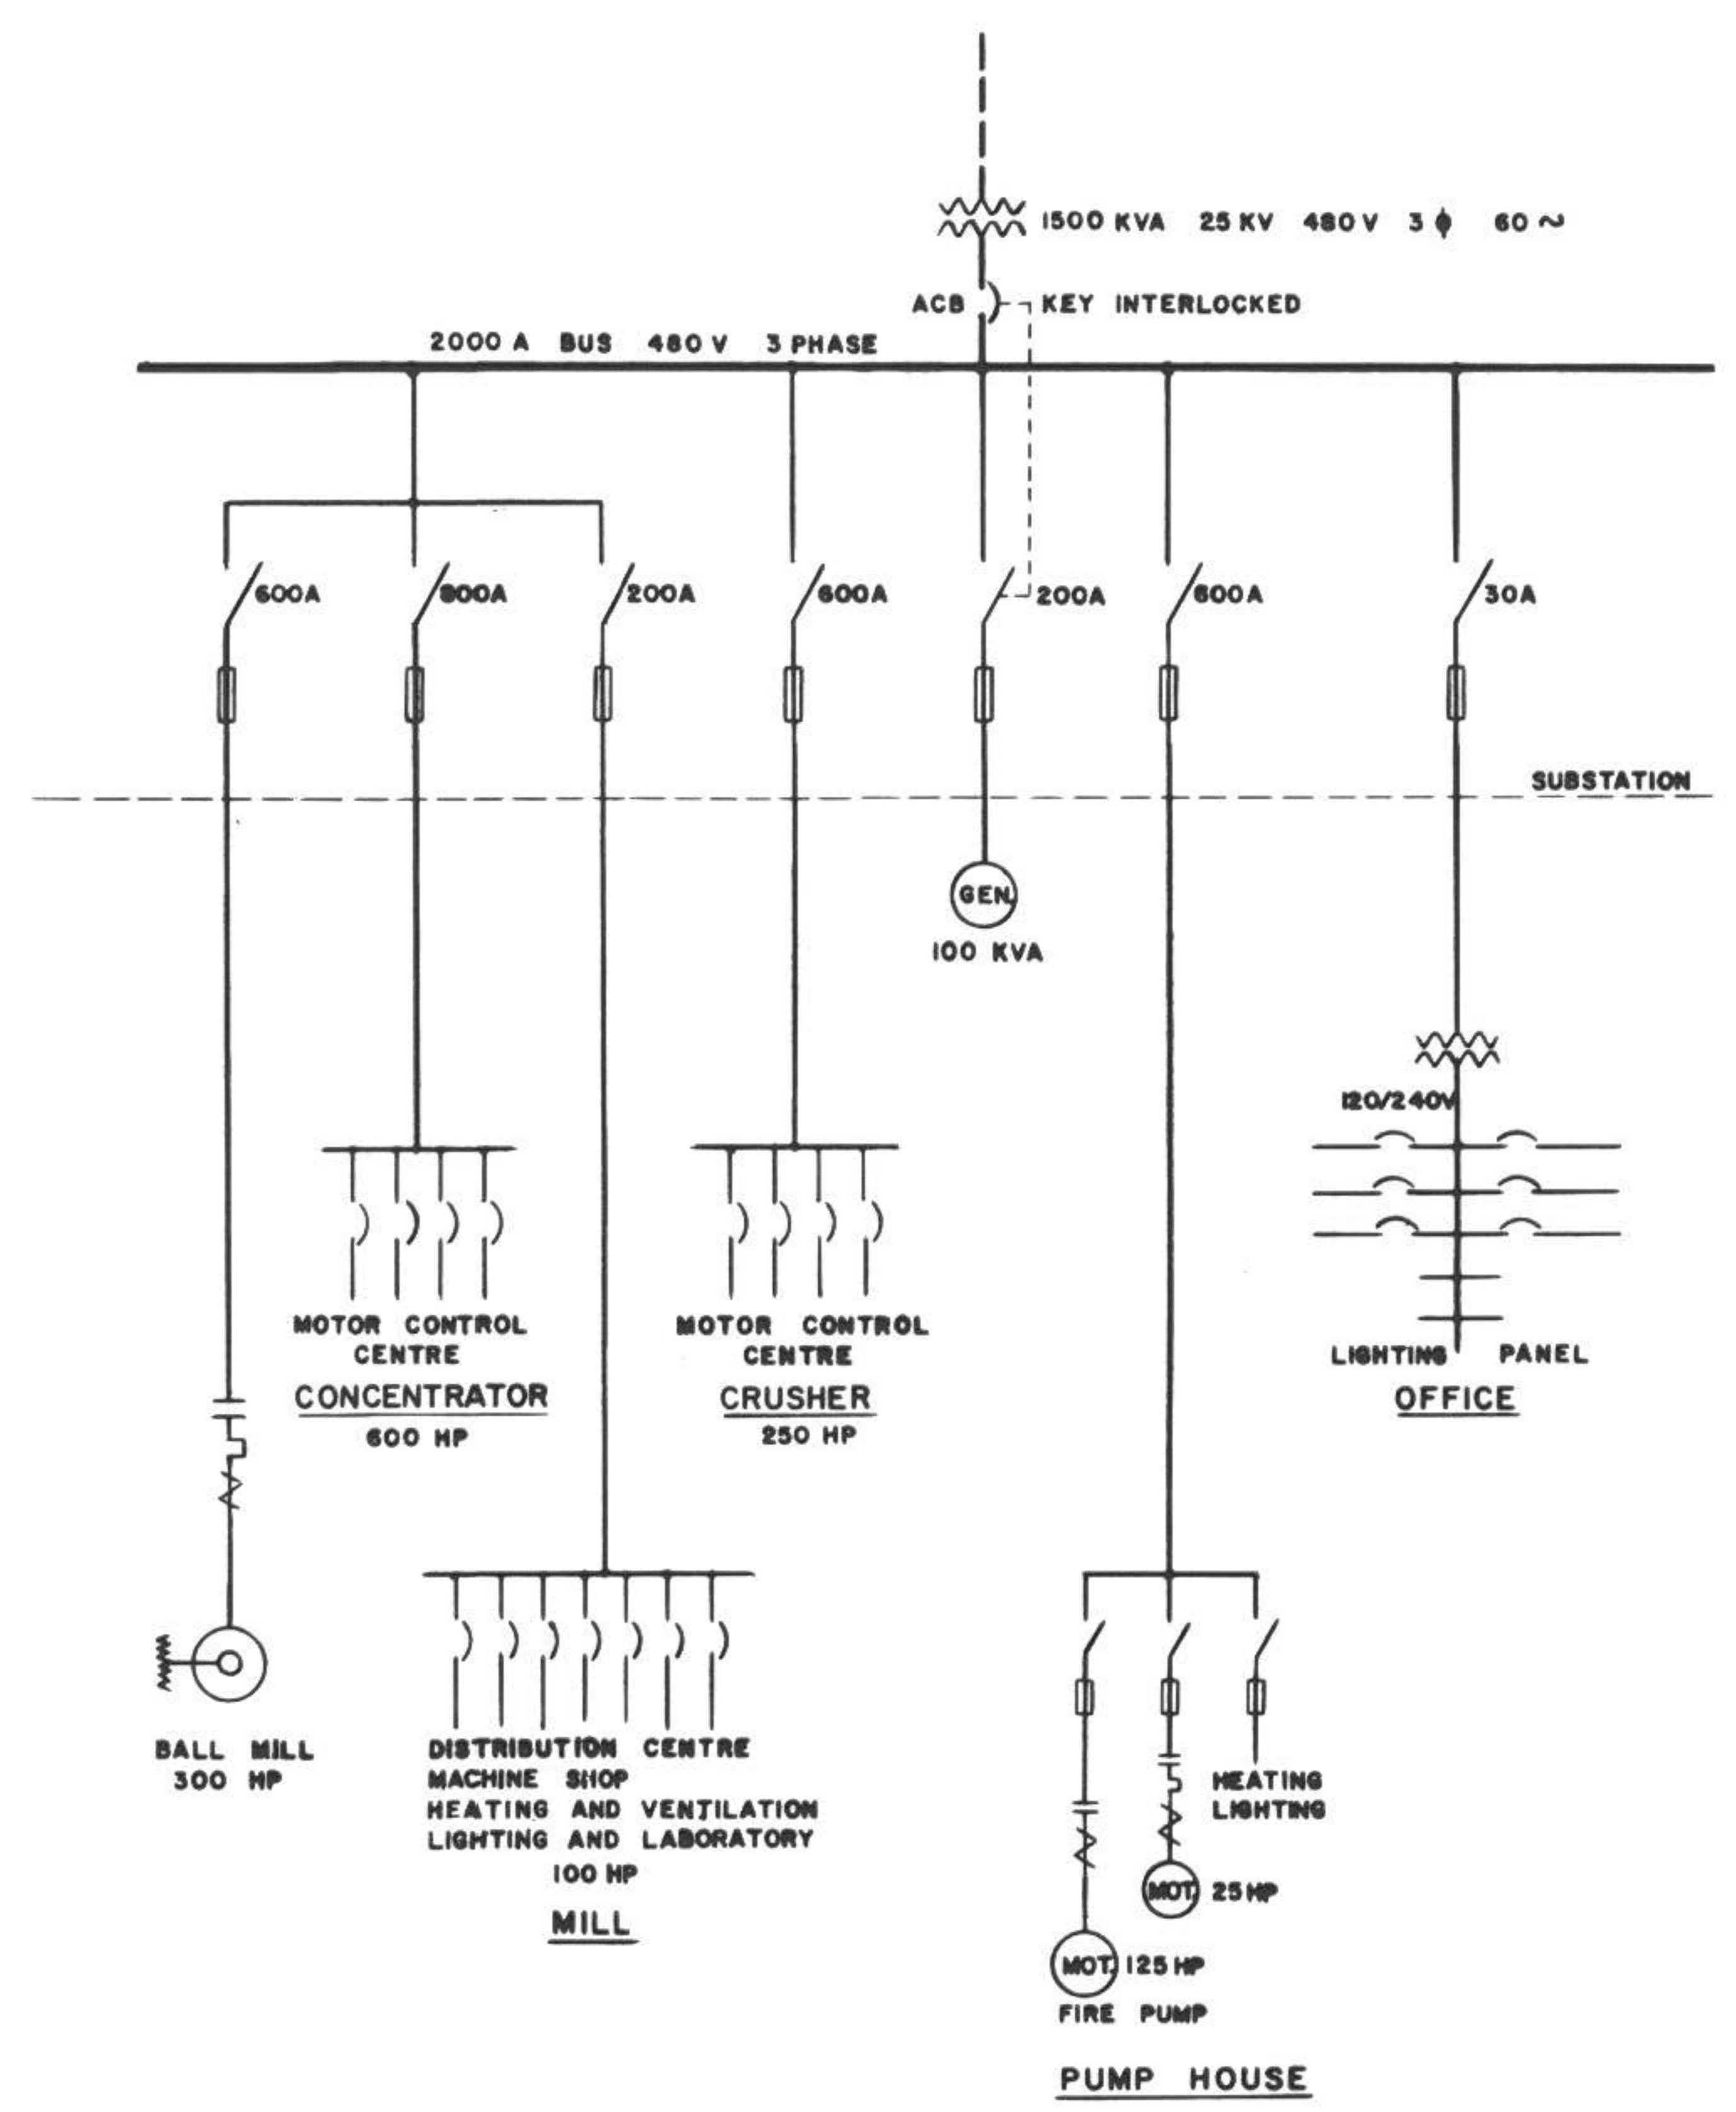 1500 KVA 25 KV 480 V 3 ϕ 60 ~
ACB KEY INTERLOCKED
2000 A BUS 480 V 3 PHASE
600A 800A 200A 600A 200A 600A 30A
SUBSTATION
GEN.
100 KVA
120/240V
MOTOR CONTROL
CENTRE
CONCENTRATOR
600 HP
MOTOR CONTROL
CENTRE
CRUSHER
250 HP
LIGHTING PANEL
OFFICE
BALL MILL
300 HP
DISTRIBUTION CENTRE
MACHINE SHOP
HEATING AND VENTILATION
LIGHTING AND LABORATORY
100 HP
MILL
HEATING
LIGHTING
MOT. 25 HP
MOT. 125 HP
FIRE PUMP
PUMP HOUSE